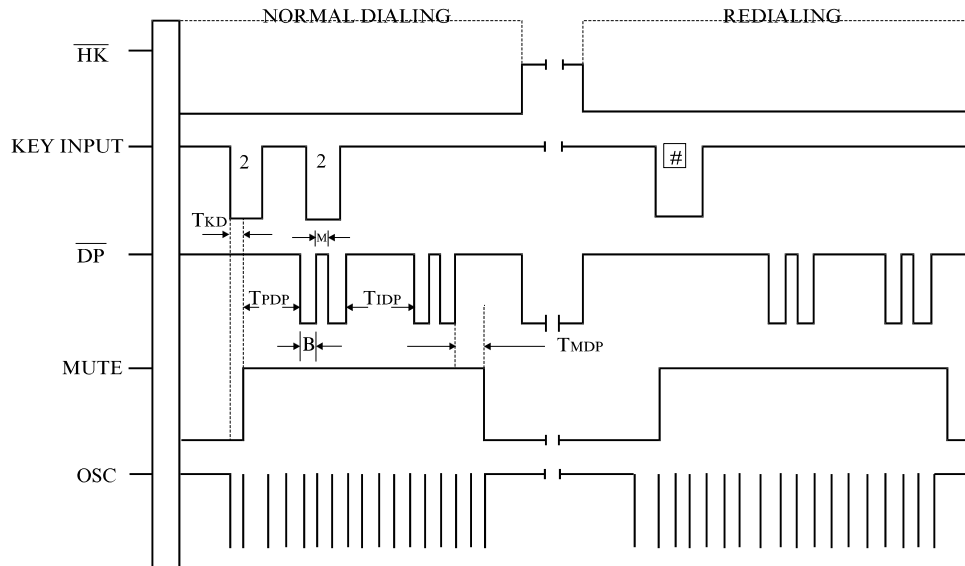 NORMAL DIALING REDIALING
HK
KEY INPUT 2 2 #
TKD
M
DP
TPDP TIDP
B TMDP
MUTE
OSC